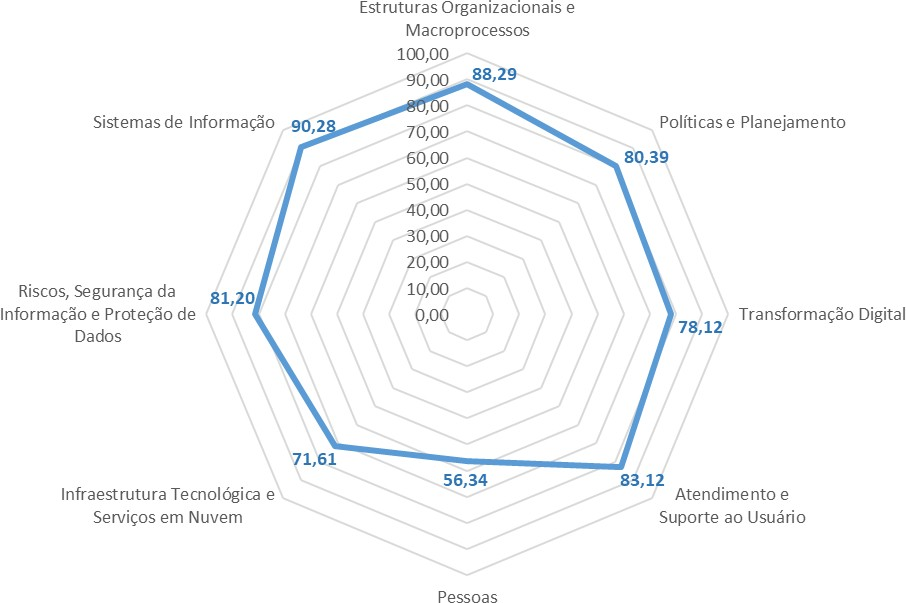 Estruturas Organizacionais e
Macroprocessos
100,00
90,00
80,00
70,00
60,00
50,00
40,00
30,00
20,00
10,00
0,00
88,29
Políticas e Planejamento
80,39
Transformação Digital
78,12
Atendimento e
Suporte ao Usuário
83,12
Pessoas
56,34
Infraestrutura Tecnológica e
Serviços em Nuvem
71,61
Riscos, Segurança da
Informação e Proteção de
Dados
81,20
Sistemas de Informação
90,28